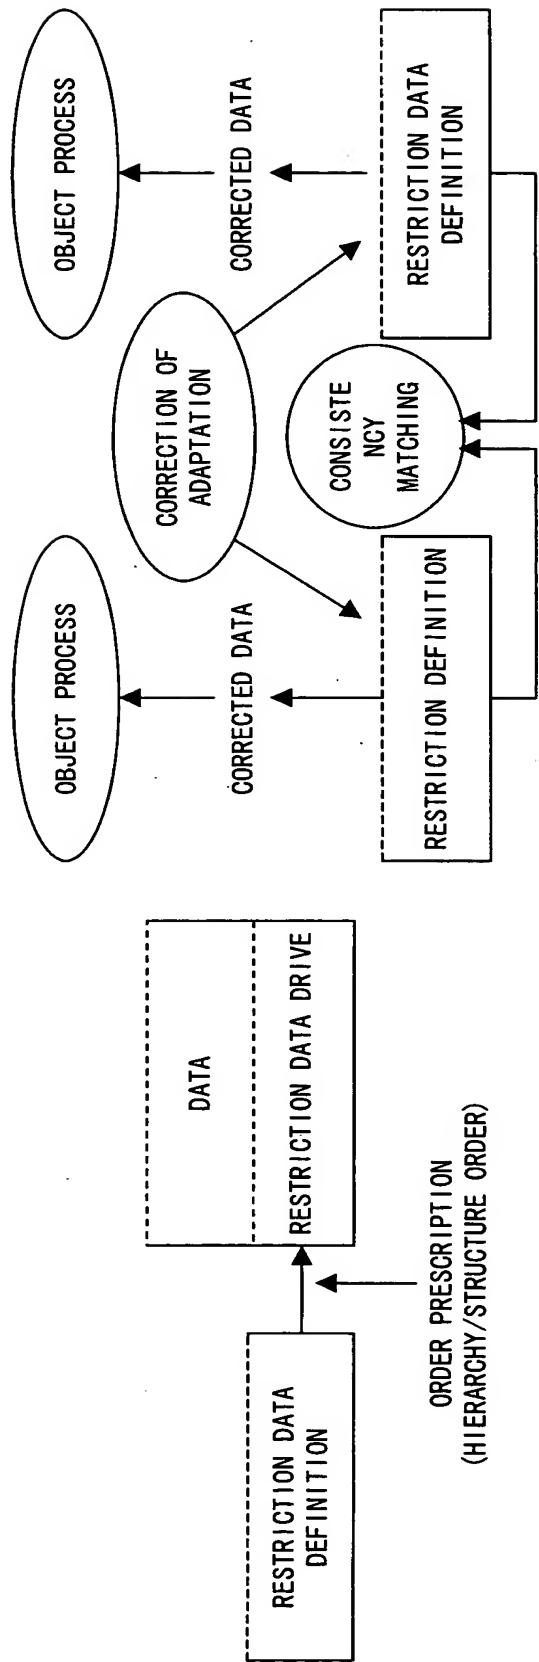 RESTRICTION DATA
DEFINITION
DATA
RESTRICTION DATA DRIVE
ORDER PRESCRIPTION
(HIERARCHY/STRUCTURE ORDER)
OBJECT PROCESS
OBJECT PROCESS
CORRECTED DATA
CORRECTION OF
ADAPTATION
CORRECTED DATA
RESTRICTION DEFINITION
CONSISTE
NCY
MATCHING
RESTRICTION DATA
DEFINITION